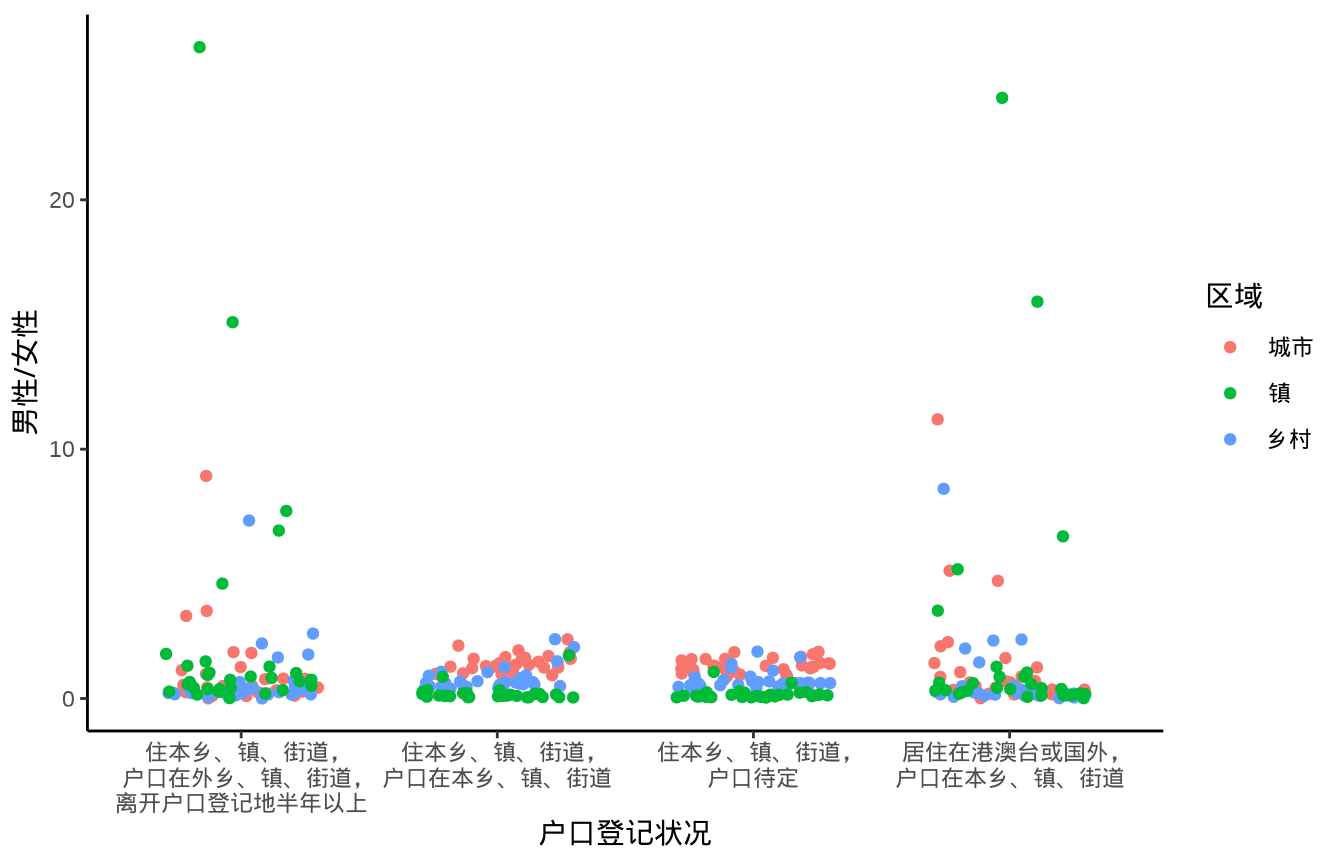 男性/女性
20
10
0
住本乡、镇、街道，
户口在外乡、镇、街道，
离开户口登记地半年以上
住本乡、镇、街道，
户口在本乡、镇、街道
住本乡、镇、街道，
户口待定
居住在港澳台或国外，
户口在本乡、镇、街道
户口登记状况
区域
城市
镇
乡村